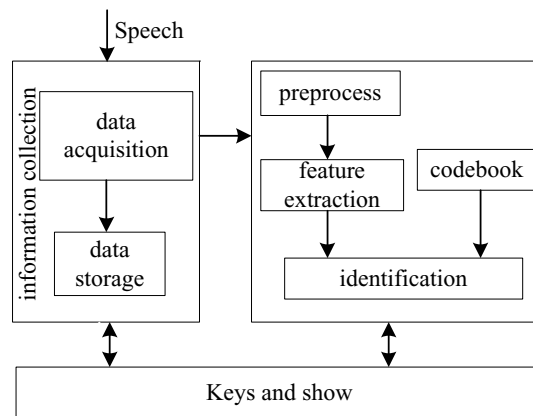 Speech
information collection
data
acquisition
data
storage
preprocess
feature
extraction
codebook
identification
Keys and show